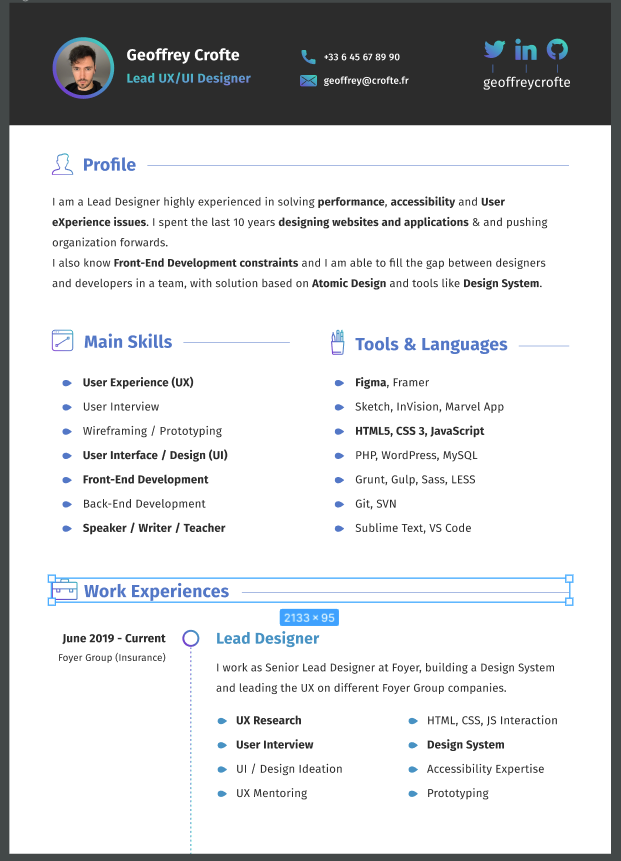 Geoffrey Crofte
Lead UX/UI Designer
+33 6 45 67 89 90
geoffrey@crofte.fr
in
geoffreycrofte
Profile
I am a Lead Designer highly experienced in solving performance, accessibility and User
eXperience issues. I spent the last 10 years designing websites and applications & and pushing
organization forwards.
I also know Front-End Development constraints and I am able to fill the gap between designers
and developers in a team, with solution based on Atomic Design and tools like Design System.
Main Skills
User Experience (UX)
User Interview
Wireframing / Prototyping
User Interface / Design (UI)
Front-End Development
Back-End Development
Speaker / Writer / Teacher
Tools & Languages
Figma, Framer
Sketch, InVision, Marvel App
HTML5, CSS 3, JavaScript
PHP, WordPress, MySQL
Grunt, Gulp, Sass, LESS
Git, SVN
Sublime Text, VS Code
Work Experiences
2133 × 95
June 2019 - Current
Foyer Group (Insurance)
Lead Designer
I work as Senior Lead Designer at Foyer, building a Design System
and leading the UX on different Foyer Group companies.
UX Research
User Interview
UI / Design Ideation
UX Mentoring
HTML, CSS, JS Interaction
Design System
Accessibility Expertise
Prototyping